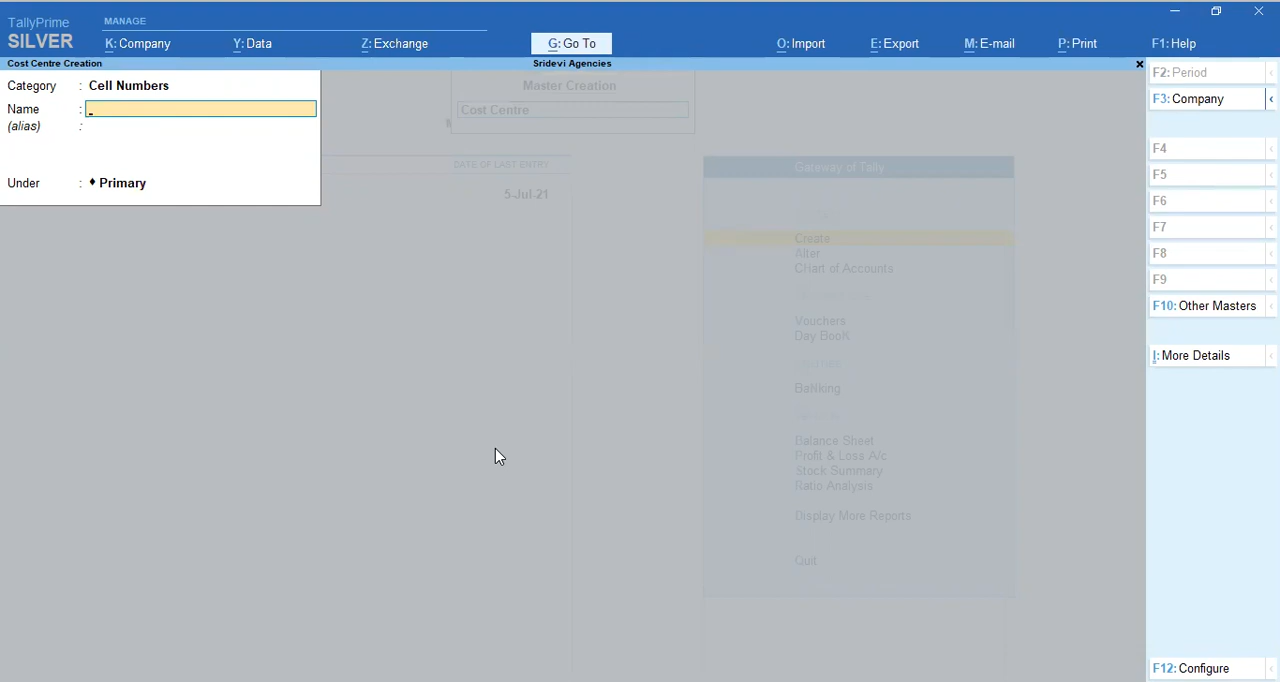 TallyPrime
SILVER
MANAGE
K: Company
Y: Data
Z: Exchange
G: Go To
O: Import
E: Export
M: E-mail
P: Print
F1: Help
Cost Centre Creation
Sridevi Agencies
Category : Cell Numbers
Name :
(alias) :
Under : ♦ Primary
Master Creation
Cost Centre
DATE OF LAST ENTRY
5-Jul-21
Gateway of Tally
Create
Alter
CHart of Accounts
Vouchers
Day BooK
BaNking
Balance Sheet
Profit & Loss A/c
Stock Summary
Ratio Analysis
Display More Reports
Quit
F2: Period
F3: Company
F4
F5
F6
F7
F8
F9
F10: Other Masters
I: More Details
F12: Configure